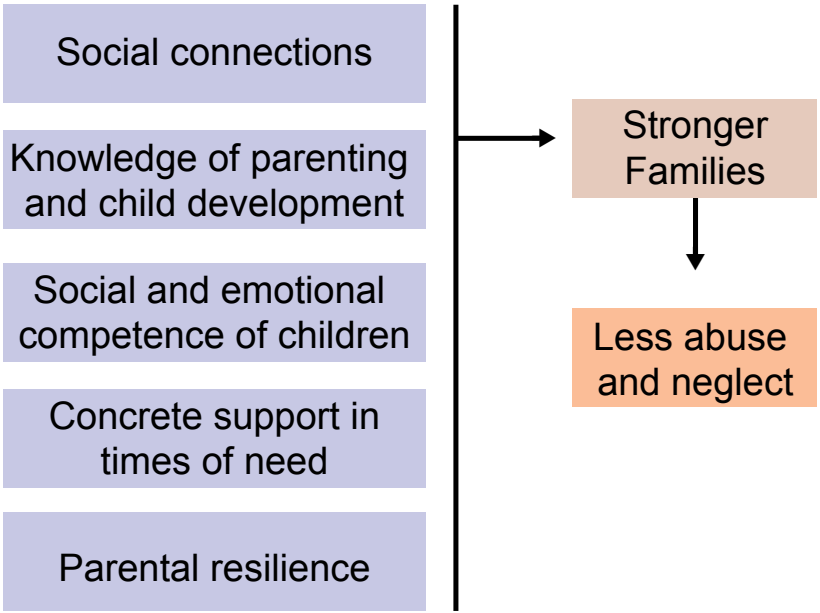 Social connections
Knowledge of parenting
and child development
Social and emotional
competence of children
Concrete support in
times of need
Parental resilience
Stronger
Families
Less abuse
and neglect